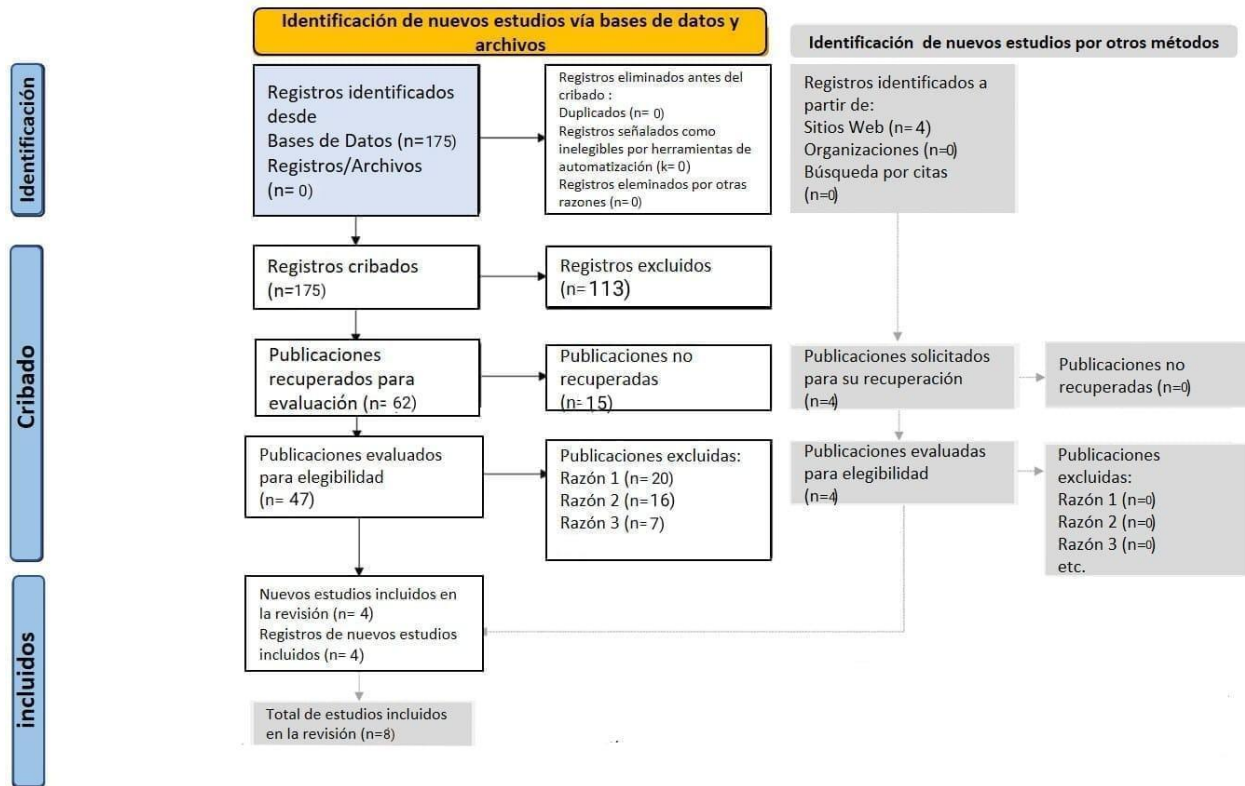 Identificación de nuevos estudios vía bases de datos y
archivos
Identificación de nuevos estudios por otros métodos
Identificación
Registros identificados
desde
Bases de Datos (n=175)
Registros/Archivos
(n= 0)
Registros eliminados antes del
cribado :
Duplicados (n= 0)
Registros señalados como
inelegibles por herramientas de
automatización (k= 0)
Registros eleminados por otras
razones (n= 0)
Registros identificados a
partir de:
Sitios Web (n= 4)
Organizaciones (n=0)
Búsqueda por citas
(n=0)
Cribado
Registros cribados
(n=175)
Registros excluidos
(n= 113)
Publicaciones
recuperados para
evaluación (n= 62)
Publicaciones no
recuperadas
(n= 15)
Publicaciones solicitados
para su recuperación
(n=4)
Publicaciones no
recuperadas (n=0)
Publicaciones evaluados
para elegibilidad
(n= 47)
Publicaciones excluidas:
Razón 1 (n= 20)
Razón 2 (n= 16)
Razón 3 (n= 7)
Publicaciones evaluadas
para elegibilidad
(n=4)
Publicaciones
excluidas:
Razón 1 (n=0)
Razón 2 (n=0)
Razón 3 (n=0)
etc.
incluidos
Nuevos estudios incluidos en
la revisión (n= 4)
Registros de nuevos estudios
incluidos (n= 4)
Total de estudios incluidos
en la revisión (n=8)